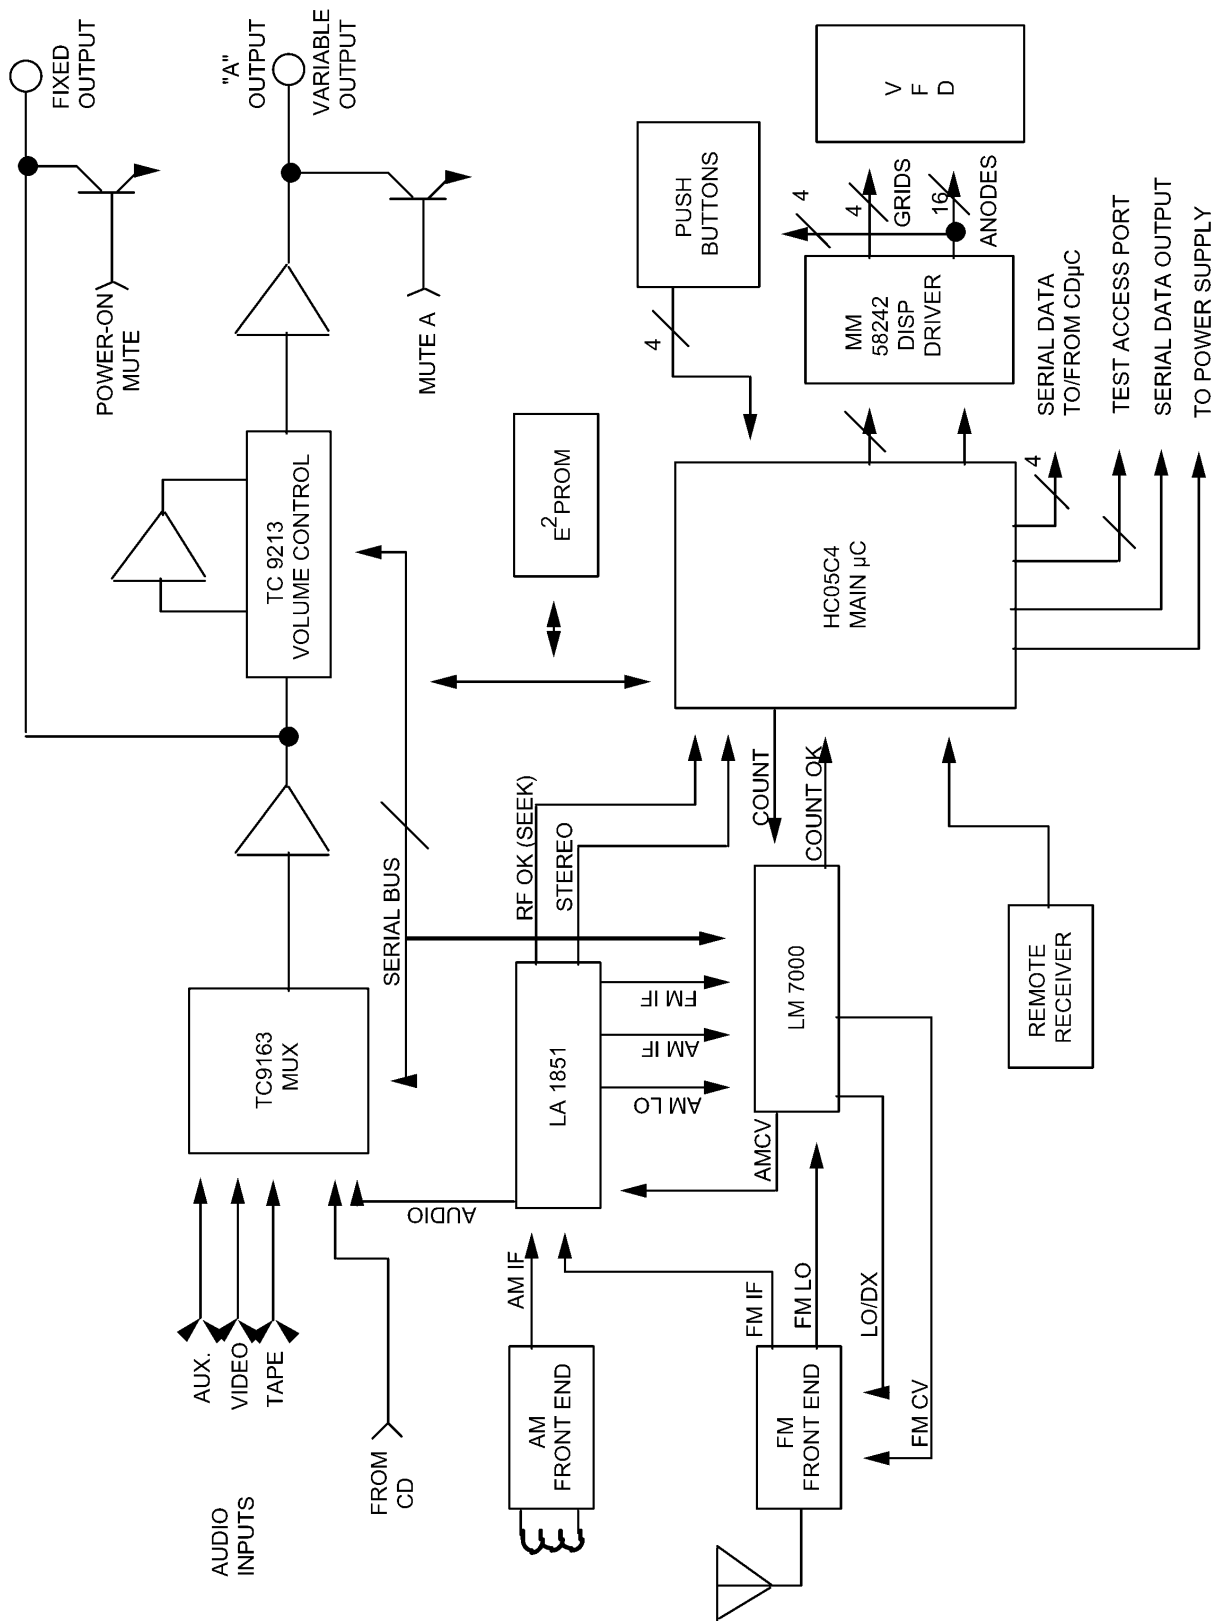 AUDIO
INPUTS
AUX.
VIDEO
TAPE
FROM
CD
TC9163
MUX
TC 9213
VOLUME CONTROL
POWER-ON
MUTE
FIXED
OUTPUT
"A"
OUTPUT
VARIABLE
OUTPUT
MUTE A
SERIAL BUS
AUDIO
AM
FRONT END
AM IF
LA 1851
RF OK (SEEK)
STEREO
FM IF
AM IF
AM LO
E2PROM
FM
FRONT END
FM IF
FM LO
LO/DX
FM CV
AMCV
LM 7000
COUNT
COUNT OK
REMOTE
RECEIVER
HC05C4
MAIN µC
PUSH
BUTTONS
4
4
4
GRIDS
16
ANODES
MM
58242
DISP
DRIVER
V
F
D
4
SERIAL DATA
TO/FROM CDµC
TEST ACCESS PORT
SERIAL DATA OUTPUT
TO POWER SUPPLY